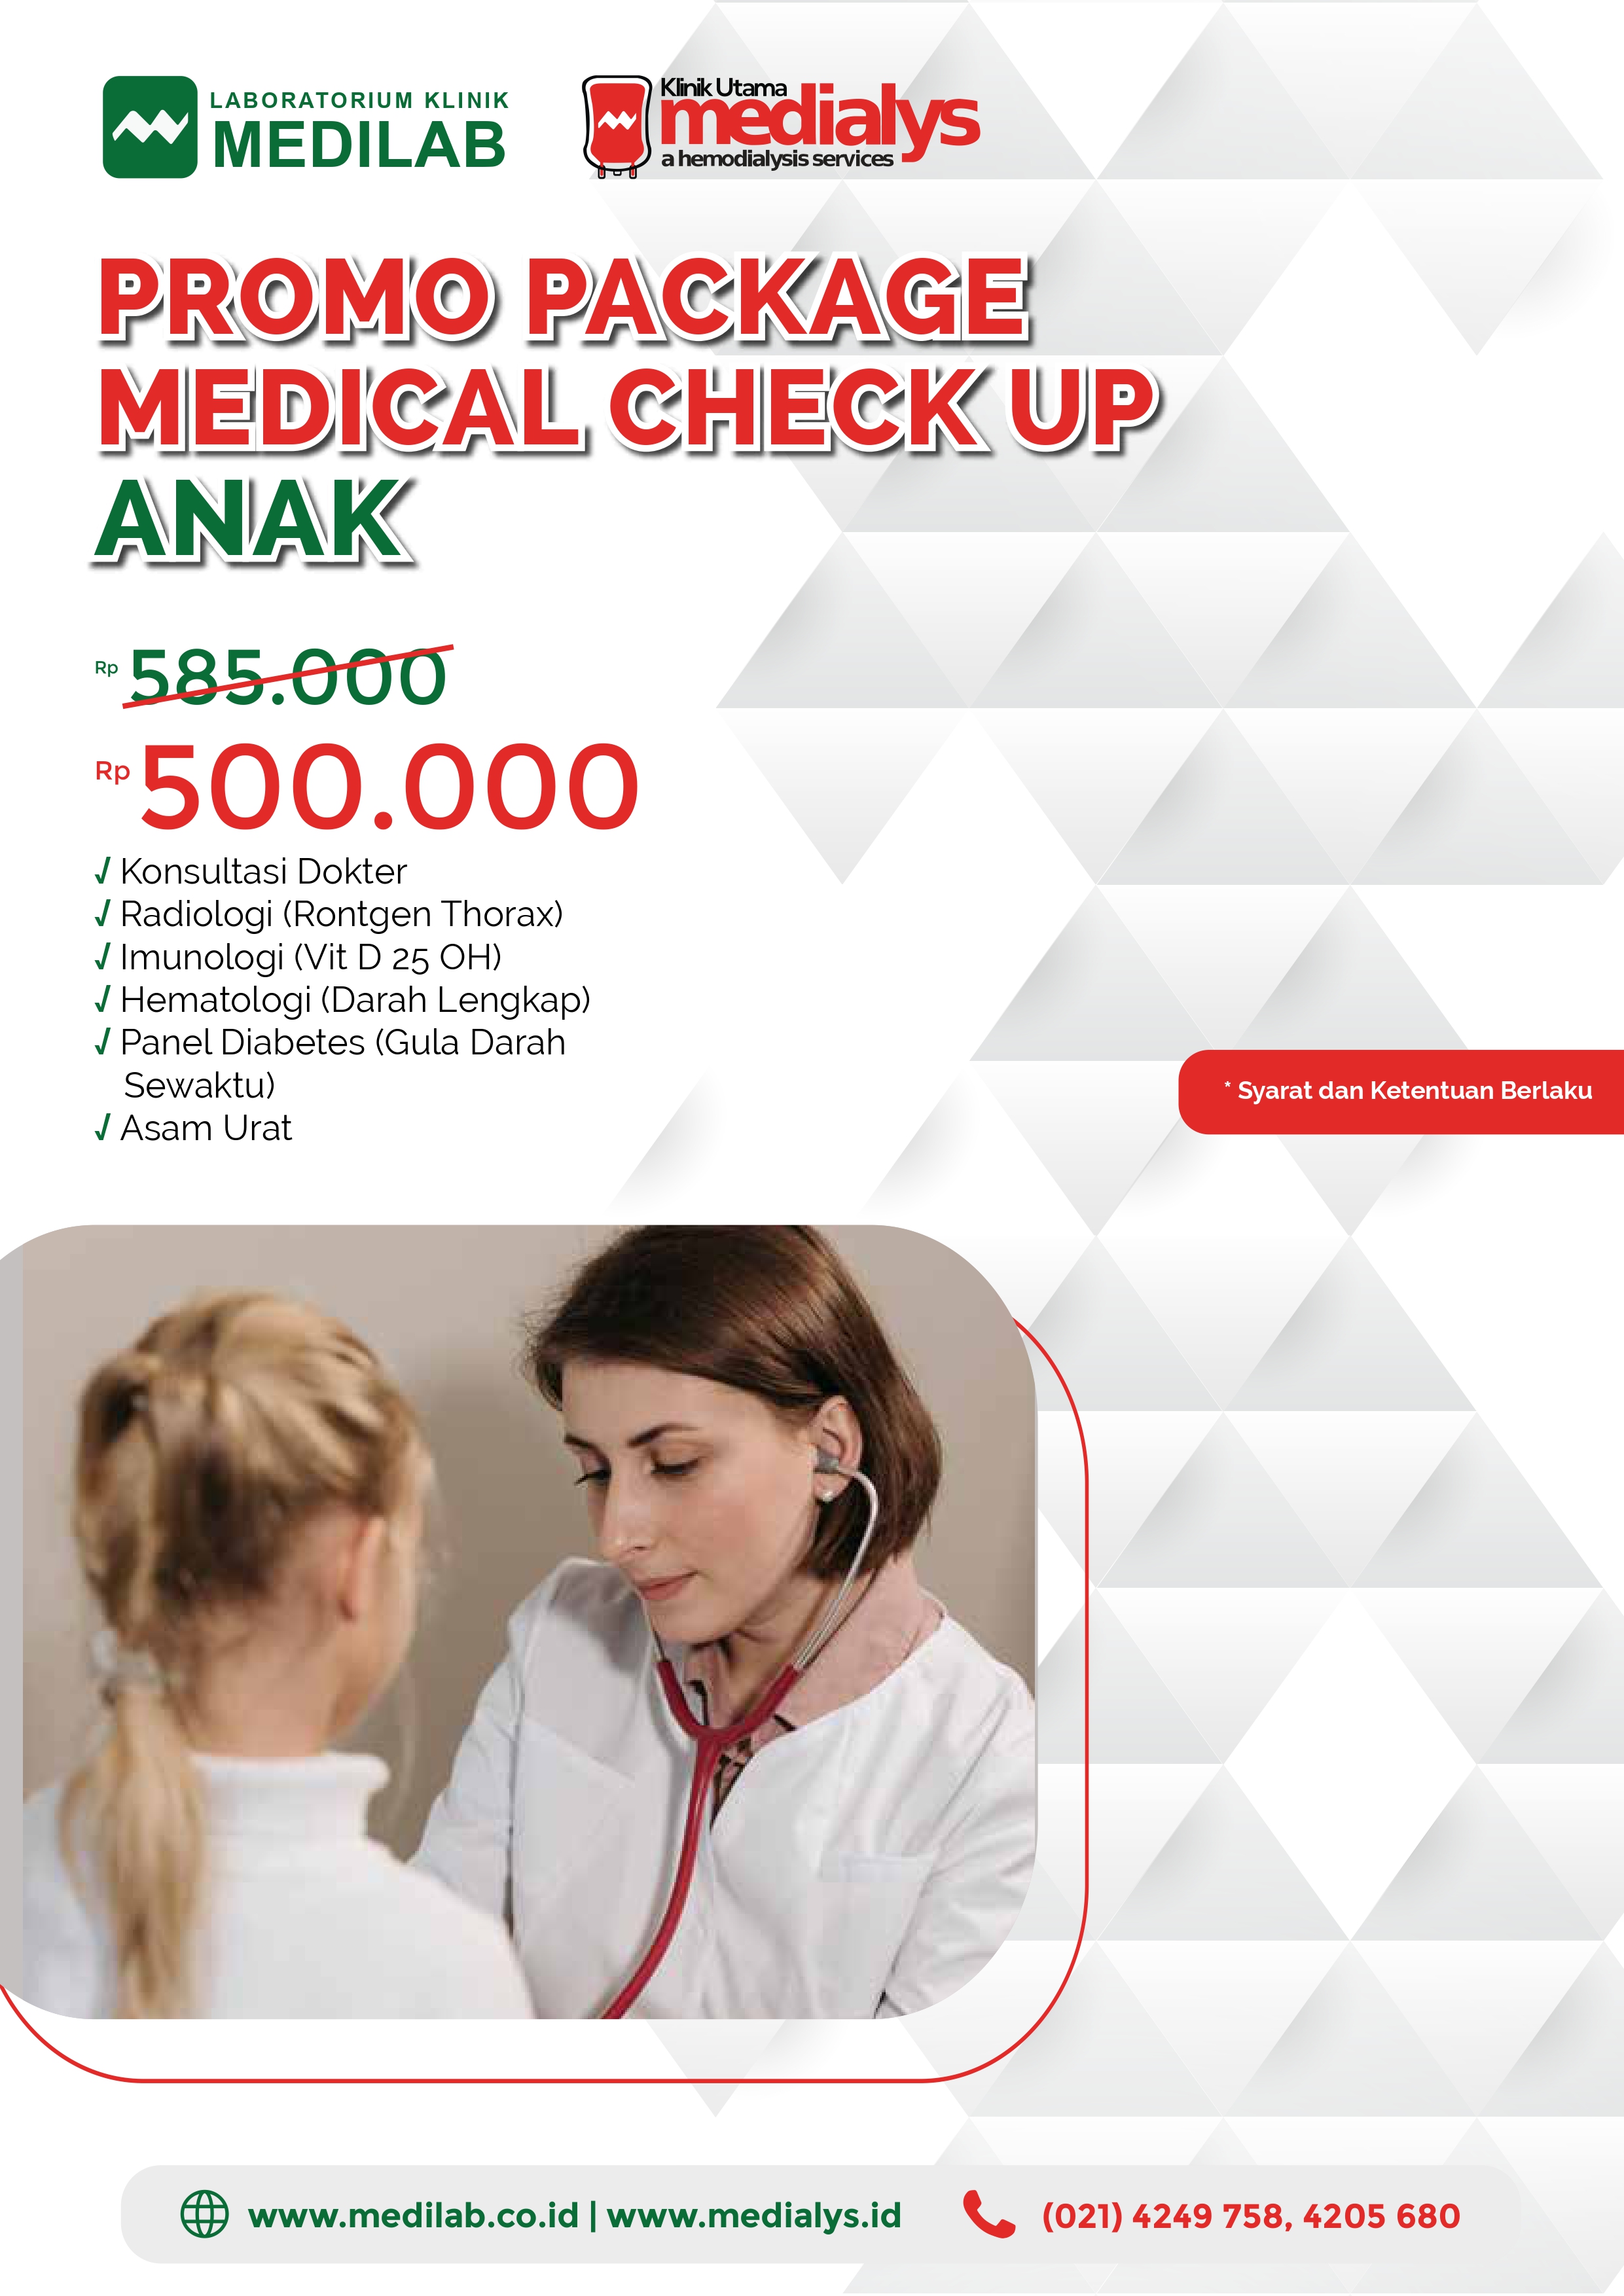 LABORATORIUM KLINIK
MEDILAB
Klinik Utama
medialys
a hemodialysis services
PROMO PACKAGE
MEDICAL CHECK UP
ANAK
Rp 585.000
Rp 500.000
√ Konsultasi Dokter
√ Radiologi (Rontgen Thorax)
√ Imunologi (Vit D 25 OH)
√ Hematologi (Darah Lengkap)
√ Panel Diabetes (Gula Darah
Sewaktu)
√ Asam Urat
* Syarat dan Ketentuan Berlaku
www.medilab.co.id | www.medialys.id
(021) 4249 758, 4205 680